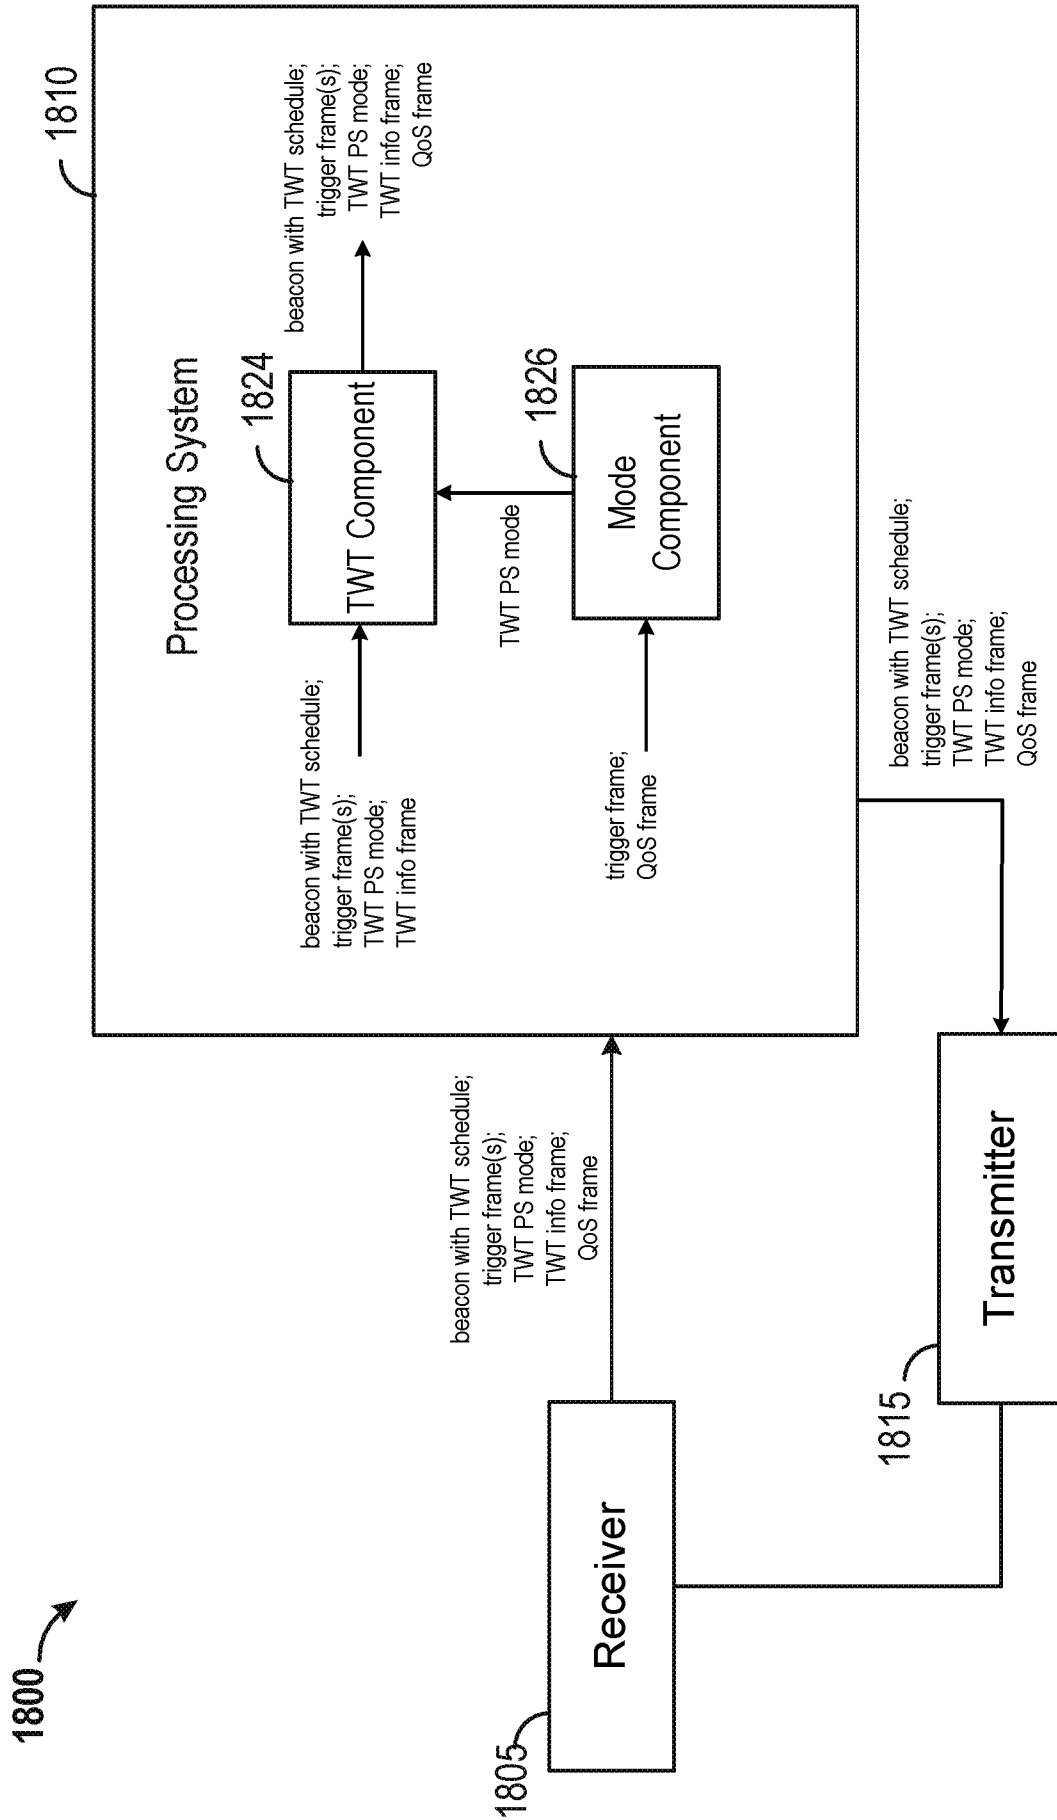 1800
1805
Receiver
beacon with TWT schedule;
trigger frame(s);
TWT PS mode;
TWT info frame;
QoS frame
1815
Transmitter
1810
Processing System
beacon with TWT schedule;
trigger frame(s);
TWT PS mode;
TWT info frame
1824
TWT Component
beacon with TWT schedule;
trigger frame(s);
TWT PS mode;
TWT info frame;
QoS frame
TWT PS mode
trigger frame;
QoS frame
1826
Mode
Component
beacon with TWT schedule;
trigger frame(s);
TWT PS mode;
TWT info frame;
QoS frame